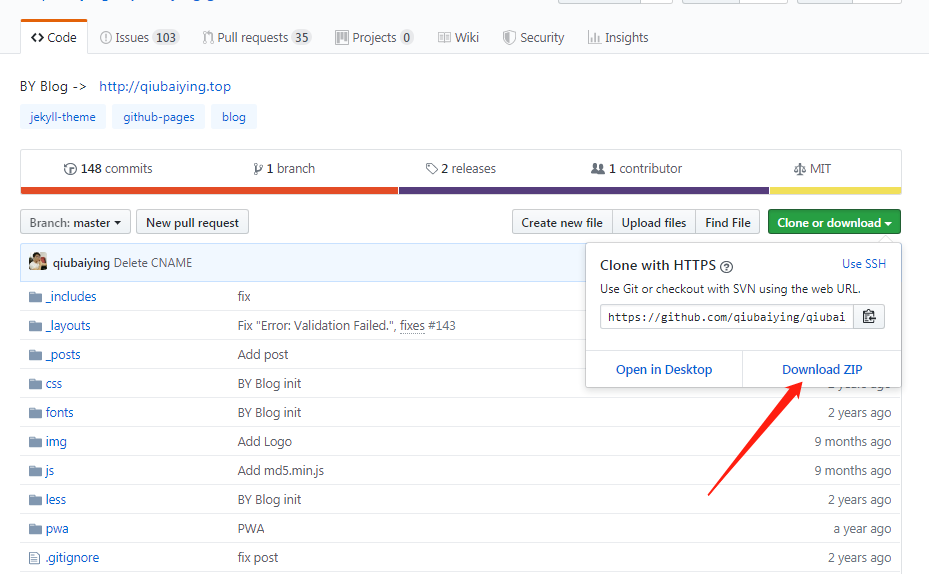 Code Issues 103 Pull requests 35 Projects 0 Wiki Security Insights
BY Blog -> http://qiubaiying.top
jekyll-theme github-pages blog
148 commits 1 branch 2 releases 1 contributor MIT
Branch: master New pull request Create new file Upload files Find File Clone or download
qiubaiying Delete CNAME
Clone with HTTPS Use SSH
Use Git or checkout with SVN using the web URL.
https://github.com/qiubaiying/qiubai
Open in Desktop Download ZIP
_includes fix
_layouts Fix "Error: Validation Failed.", fixes #143
_posts Add post
css BY Blog init 2 years ago
fonts BY Blog init 2 years ago
img Add Logo 9 months ago
js Add md5.min.js 9 months ago
less BY Blog init 2 years ago
pwa PWA a year ago
.gitignore fix post 2 years ago